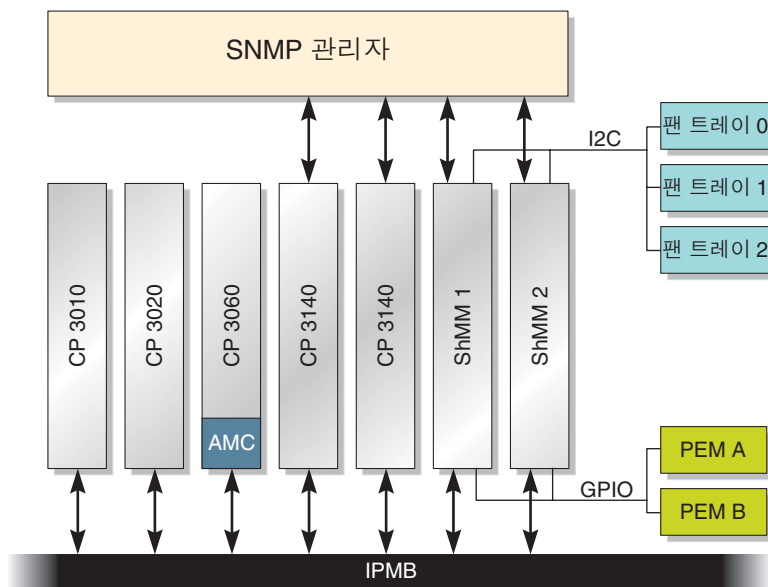 SNMP 관리자
I2C
팬 트레이 0
팬 트레이 1
팬 트레이 2
CP 3010
CP 3020
CP 3060
CP 3140
CP 3140
ShMM 1
ShMM 2
AMC
GPIO
PEM A
PEM B
IPMB